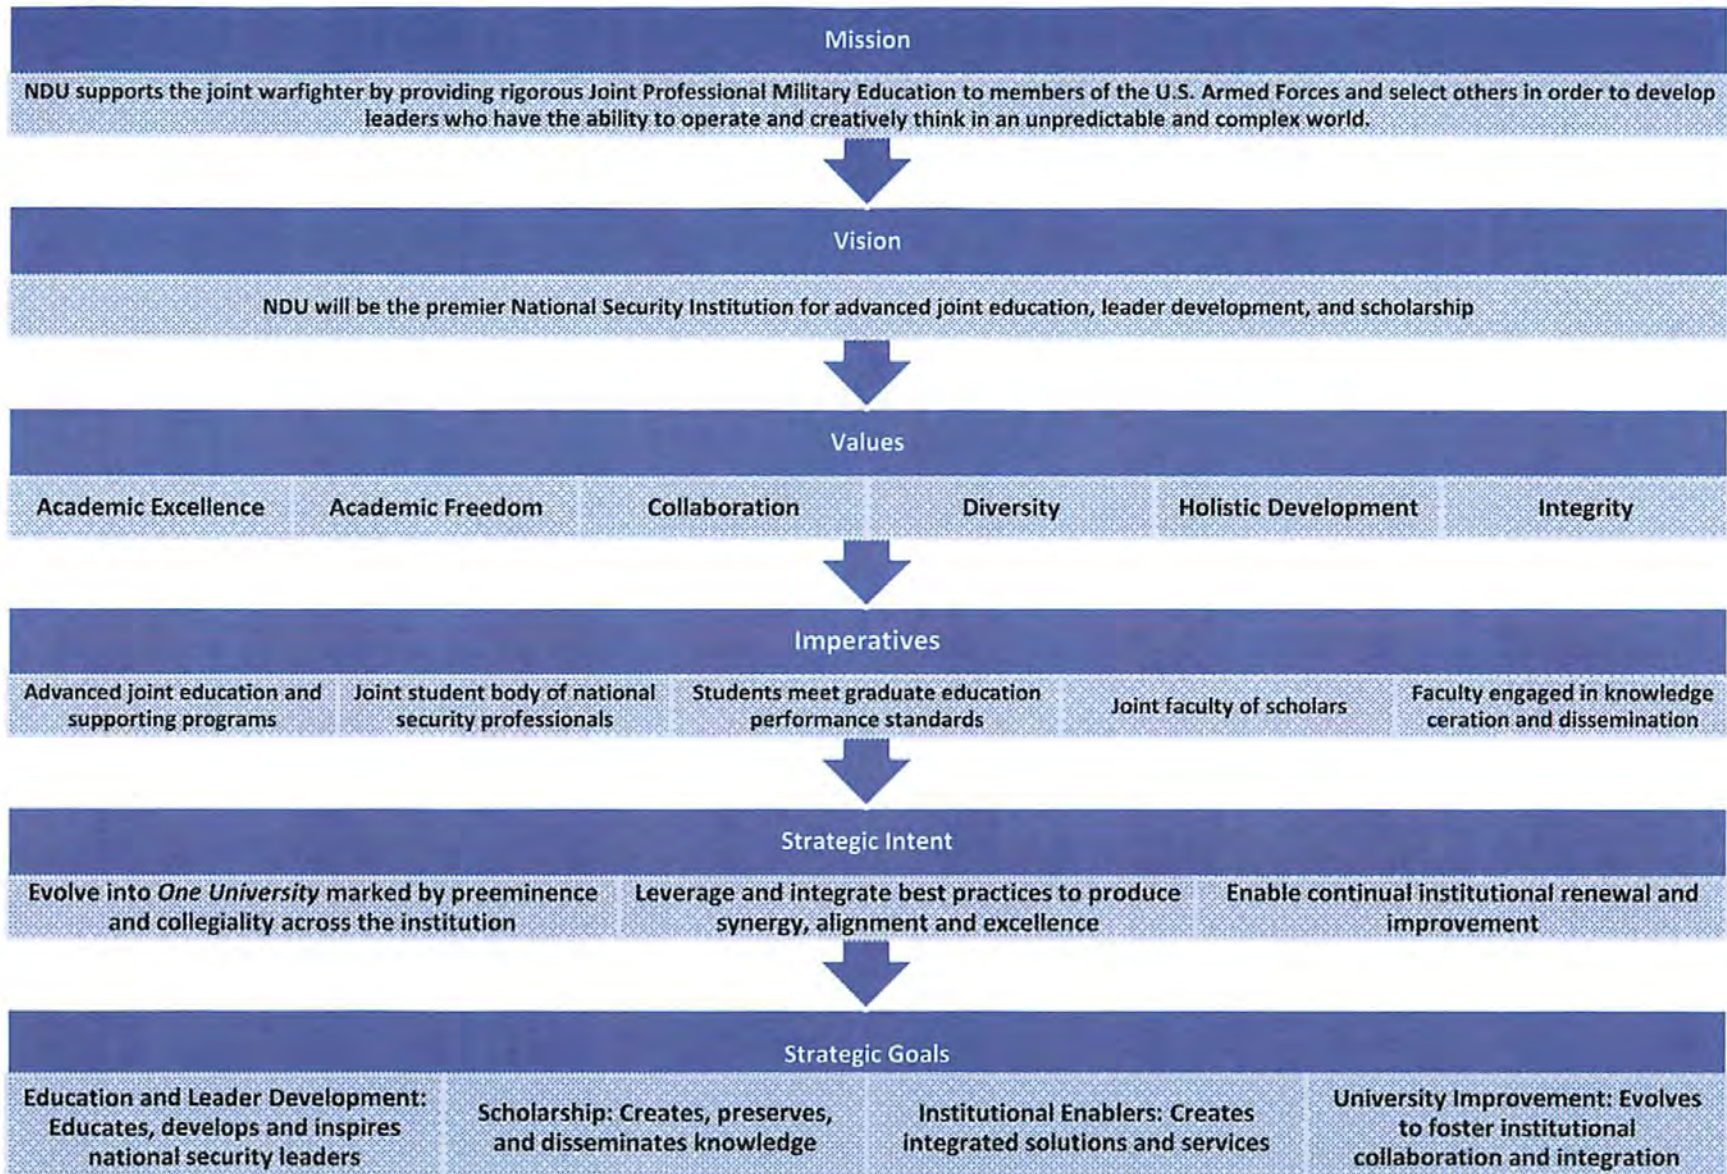 Mission
NDU supports the joint warfighter by providing rigorous Joint Professional Military Education to members of the U.S. Armed Forces and select others in order to develop
leaders who have the ability to operate and creatively think in an unpredictable and complex world.
Vision
NDU will be the premier National Security Institution for advanced joint education, leader development, and scholarship
Values
Academic Excellence
Academic Freedom
Collaboration
Diversity
Holistic Development
Integrity
Imperatives
Advanced joint education and
supporting programs
Joint student body of national
security professionals
Students meet graduate education
performance standards
Joint faculty of scholars
Faculty engaged in knowledge
ceration and dissemination
Strategic Intent
Evolve into One University marked by preeminence
and collegiality across the institution
Leverage and integrate best practices to produce
synergy, alignment and excellence
Enable continual institutional renewal and
improvement
Strategic Goals
Education and Leader Development:
Educates, develops and inspires
national security leaders
Scholarship: Creates, preserves,
and disseminates knowledge
Institutional Enablers: Creates
integrated solutions and services
University Improvement: Evolves
to foster institutional
collaboration and integration